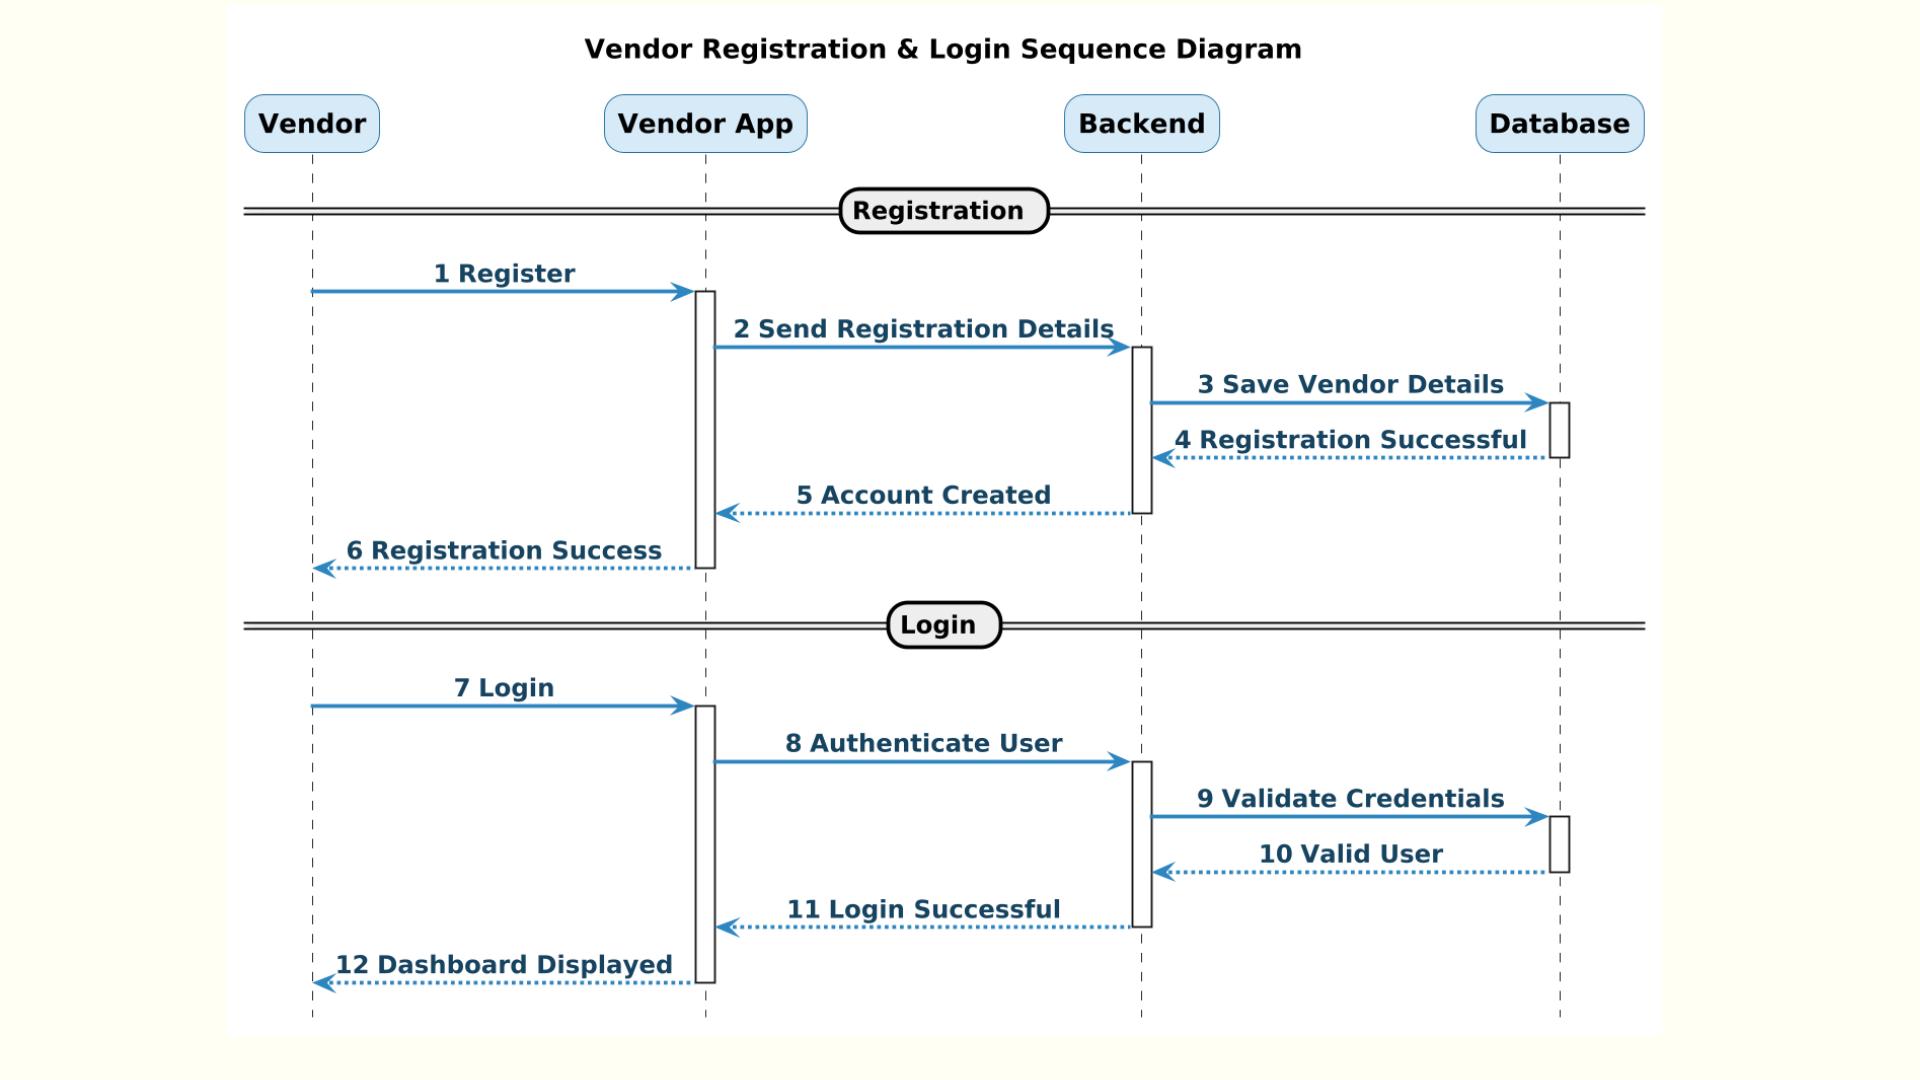 Vendor Registration & Login Sequence Diagram
Vendor
Vendor App
Backend
Database
Registration
1 Register
2 Send Registration Details
3 Save Vendor Details
4 Registration Successful
5 Account Created
6 Registration Success
Login
7 Login
8 Authenticate User
9 Validate Credentials
10 Valid User
11 Login Successful
12 Dashboard Displayed